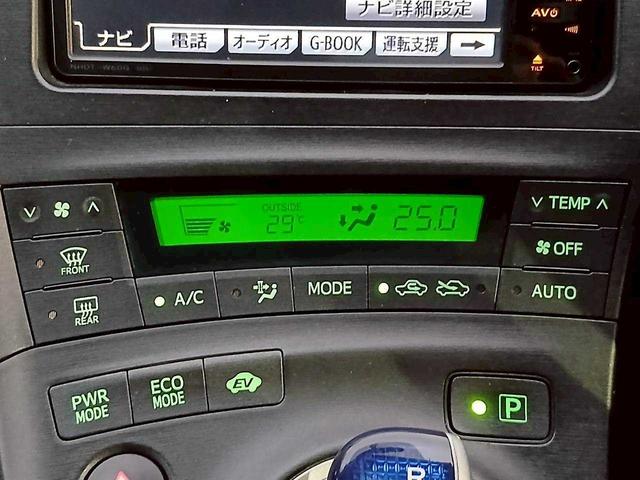 ナビ詳細設定
AV
ナビ 電話 オーディオ G-BOOK 運転支援
TILT
OUTSIDE
29℃ 25.0
TEMP
FRONT
OFF
REAR
A/C MODE AUTO
PWR MODE
ECO MODE
EV
P
R